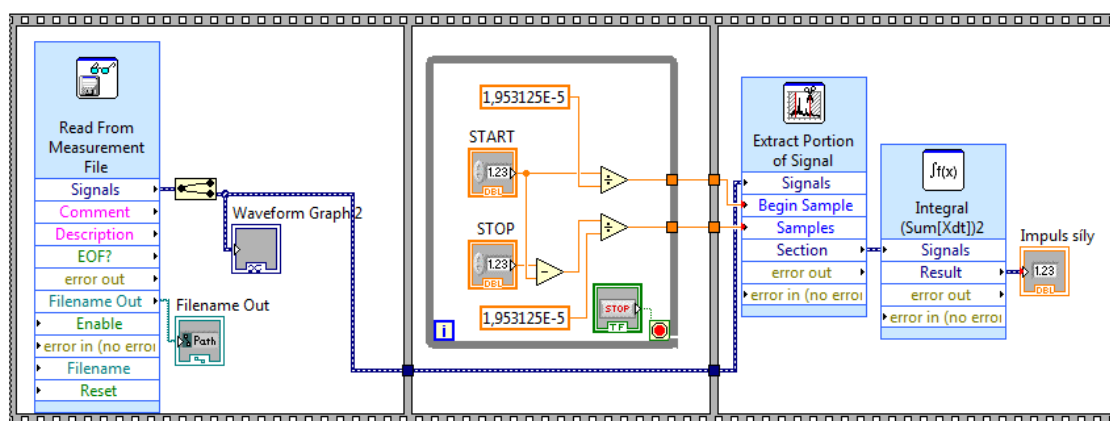 Read From
Measurement
File
Signals
Comment
Description
EOF?
error out
Filename Out
Enable
error in (no error
Filename
Reset
Waveform Graph 2
Filename Out
Path
1,953125E-5
START
1.23
DBL
STOP
1.23
DBL
1,953125E-5
STOP
TF
i
Extract Portion
of Signal
Signals
Begin Sample
Samples
Section
error out
error in (no error
∫f(x)
Integral
(Sum[Xdt])2
Signals
Result
error out
error in (no error
Impuls síly
1.23
DBL